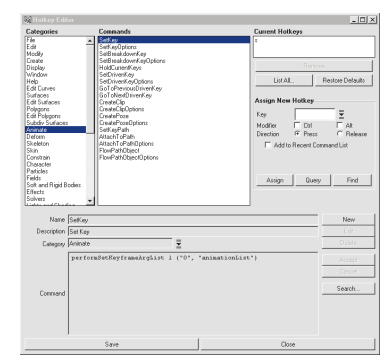 Hotkey Editor
Categories
File
Edit
Modify
Create
Display
Window
Help
Edit Curves
Surfaces
Edit Surfaces
Polygons
Edit Polygons
Subdiv Surfaces
Animate
Deform
Skeleton
Skin
Constrain
Character
Particles
Fields
Soft and Rigid Bodies
Effects
Solvers
Lights and Shading
Commands
SetKey
SetKeyOptions
SetBreakdownKey
SetBreakdownKeyOptions
HoldCurrentKeys
SetDrivenKey
SetDrivenKeyOptions
GoToPreviousDrivenKey
GoToNextDrivenKey
CreateClip
CreateClipOptions
CreatePose
CreatePoseOptions
SetKeyPath
AttachToPath
AttachToPathOptions
FlowPathObject
FlowPathObjectOptions
Current Hotkeys
s
Remove
List All...
Restore Defaults
Assign New Hotkey
Key
Modifier Ctrl Alt
Direction Press Release
Add to Recent Command List
Assign Query Find
Name SetKey
Description Set Key
Category Animate
Command
performSetKeyframeArgList 1 {"0", "animationList"}
New
Edit
Delete
Accept
Cancel
Search...
Save
Close